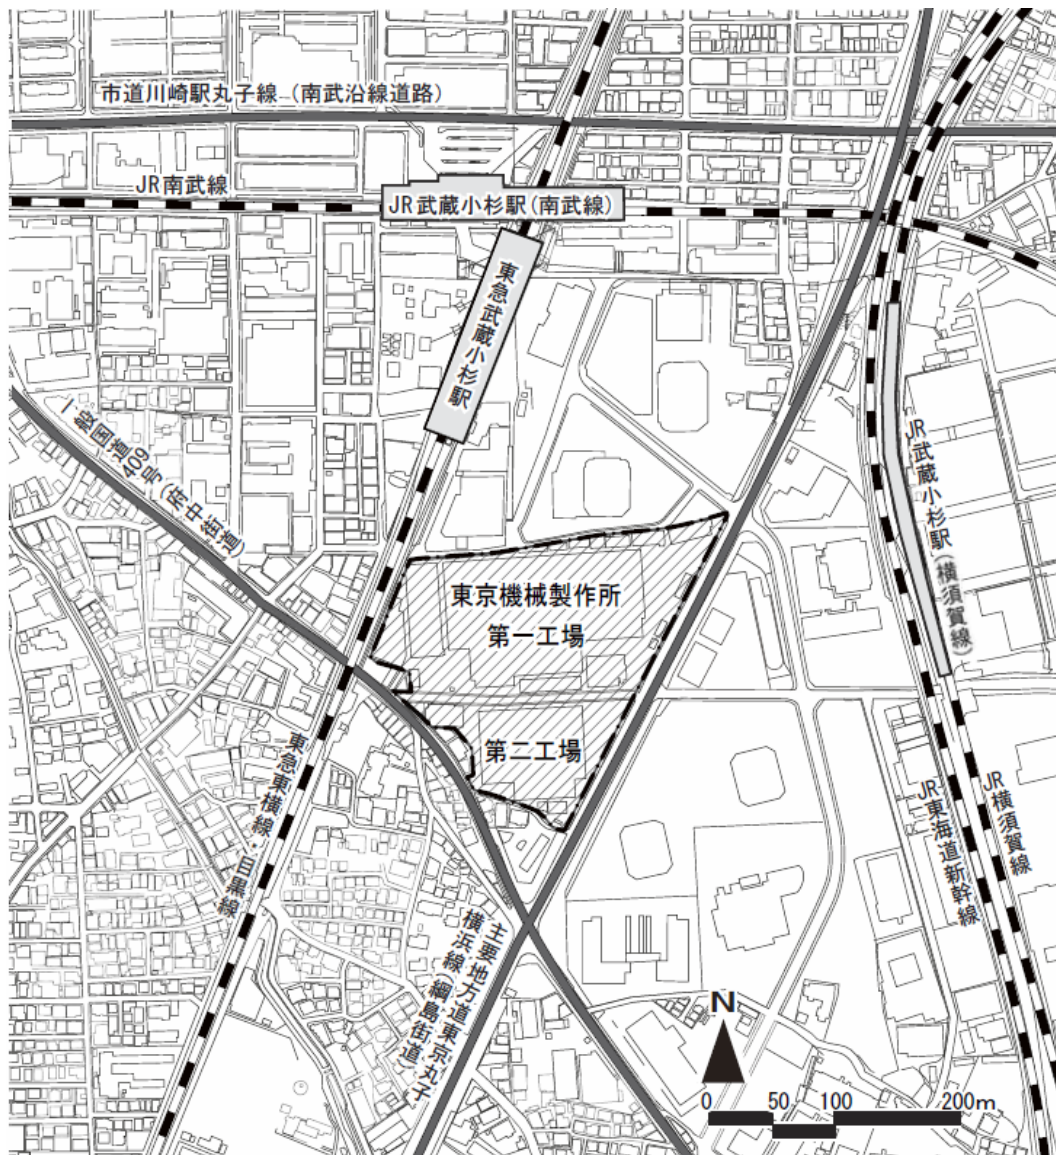 市道川崎駅丸子線（南武沿線道路）
JR南武線
JR武蔵小杉駅(南武線)
東急武蔵小杉駅
一般国道
409号(府中街道)
JR武蔵小杉駅(横須賀線)
東京機械製作所
第一工場
第二工場
東急東横線・目黒線
JR東海道新幹線
JR横須賀線
主要地方道東京丸子
横浜線(綱島街道)
N
0 50 100 200m